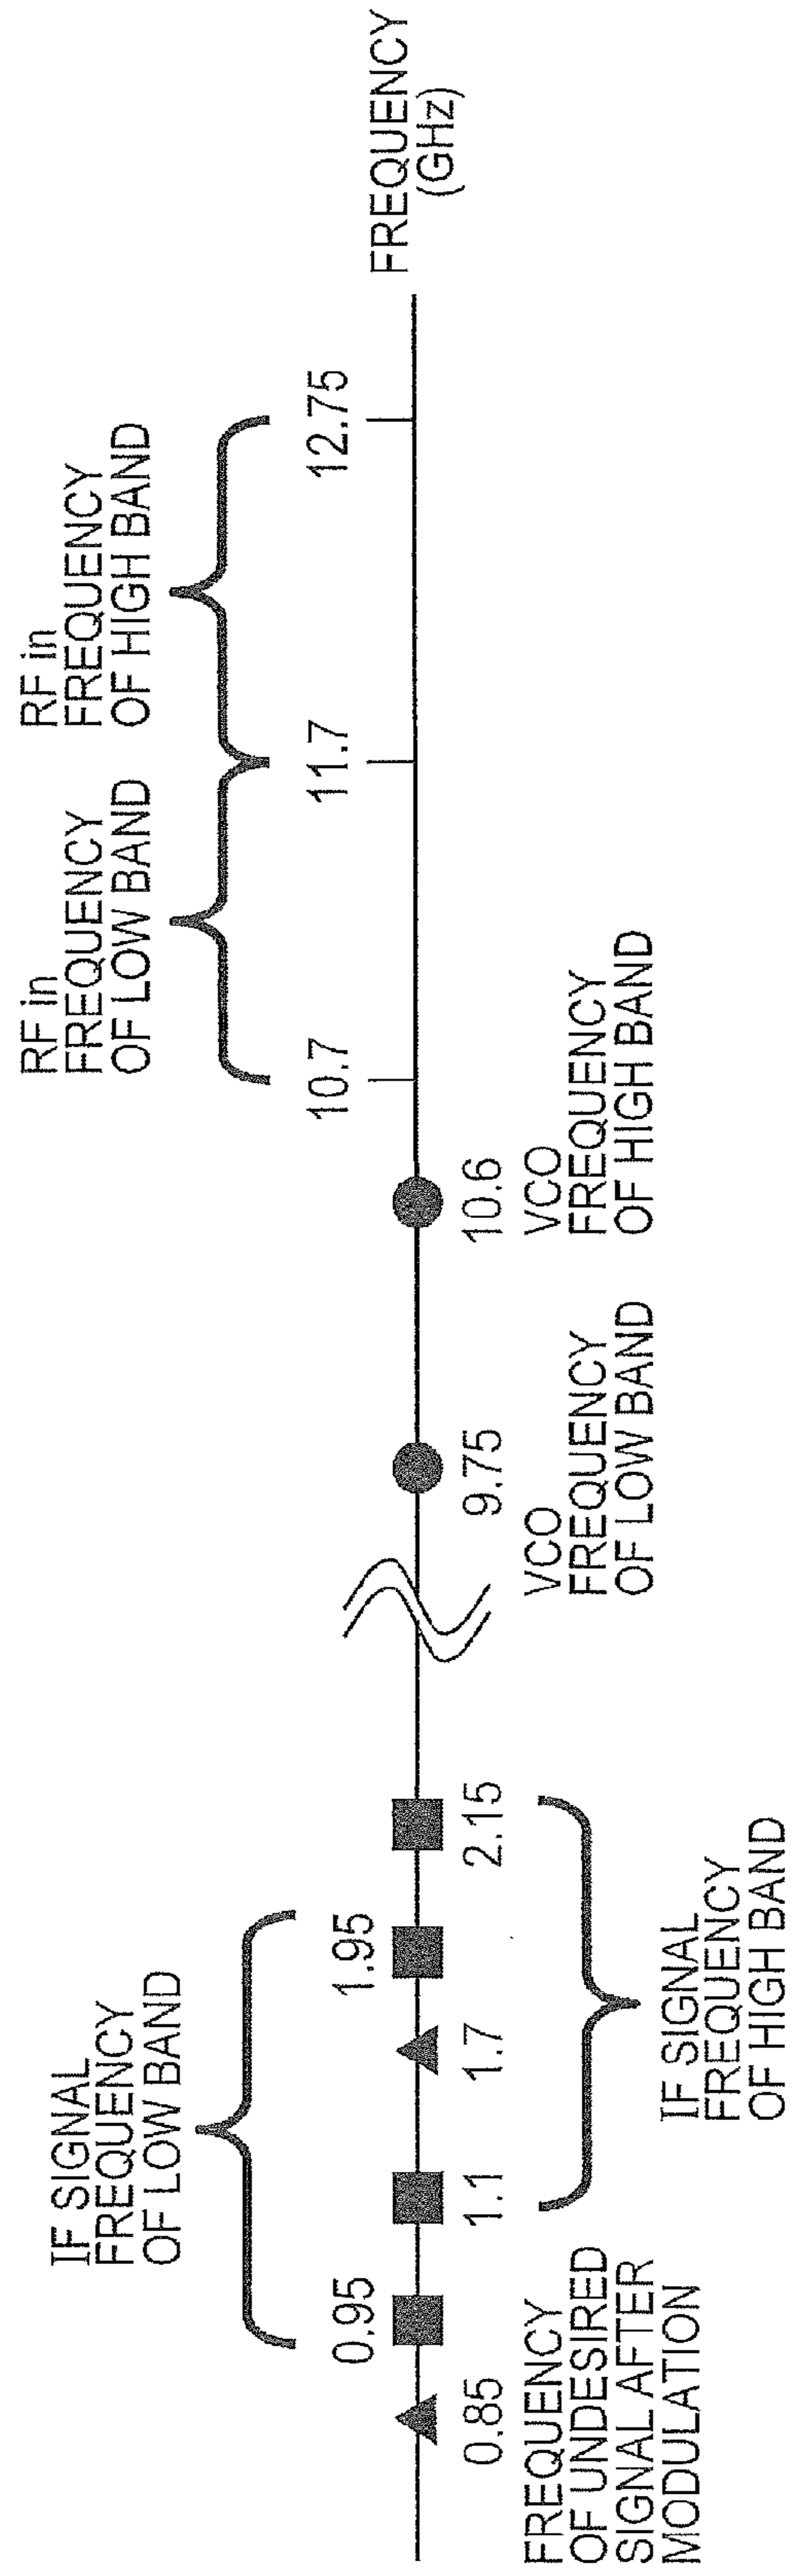 IF SIGNAL
FREQUENCY
OF LOW BAND
0.95
1.95
0.85
1.1
1.7
2.15
FREQUENCY
OF UNDESIRED
SIGNAL AFTER
MODULATION
IF SIGNAL
FREQUENCY
OF HIGH BAND
9.75
VCO
FREQUENCY
OF LOW BAND
10.6
VCO
FREQUENCY
OF HIGH BAND
RF in
FREQUENCY
OF LOW BAND
RF in
FREQUENCY
OF HIGH BAND
10.7
11.7
12.75
FREQUENCY
(GHz)